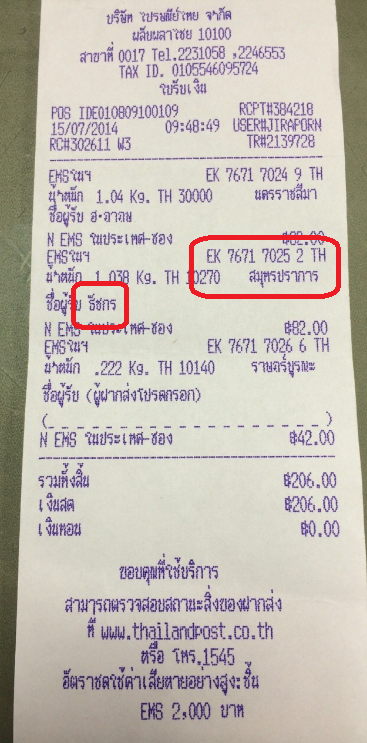 บริษัท ไปรษณีย์ไทย จำกัด
ผลับผลาไชย 10100
สาขาที่ 0017 Tel.2231058 ,2246553
TAX ID. 0105546095724
ใบรับเงิน
POS IDE010809100109 RCPT#384218
15/07/2014 09:48:49 USER#JIRAPORN
RC#302611 W3 TR#2139728
EMSในฯ EK 7671 7024 9 TH
น้ำหนัก 1.04 Kg. TH 30000 นครราชสีมา
ชื่อผู้รับ
N EMS ในประเทศ-ซอง ฿82.00
EMSในฯ EK 7671 7025 2 TH
น้ำหนัก 1.038 Kg. TH 10270 สมุทรปราการ
ชื่อผู้รับ ธัชกร
N EMS ในประเทศ-ซอง ฿82.00
EMSในฯ EK 7671 7026 6 TH
น้ำหนัก .222 Kg. TH 10140 ราษฎร์บูรณะ
ชื่อผู้รับ (ผู้ฝากส่งโปรดกรอก)
(_ _ _ _ _ _ _ _ _ _ _ _ _ _ _ _)
N EMS ในประเทศ-ซอง ฿42.00
รวมทั้งสิ้น ฿206.00
เงินสด ฿206.00
เงินทอน ฿0.00
ขอบคุณที่ใช้บริการ
สามารถตรวจสอบสถานะสิ่งของฝากส่ง
ที่ www.thailandpost.co.th
หรือ โทร.1545
อัตราชดใช้ค่าเสียหายอย่างสูงะชิ้น
EMS 2,000 บาท